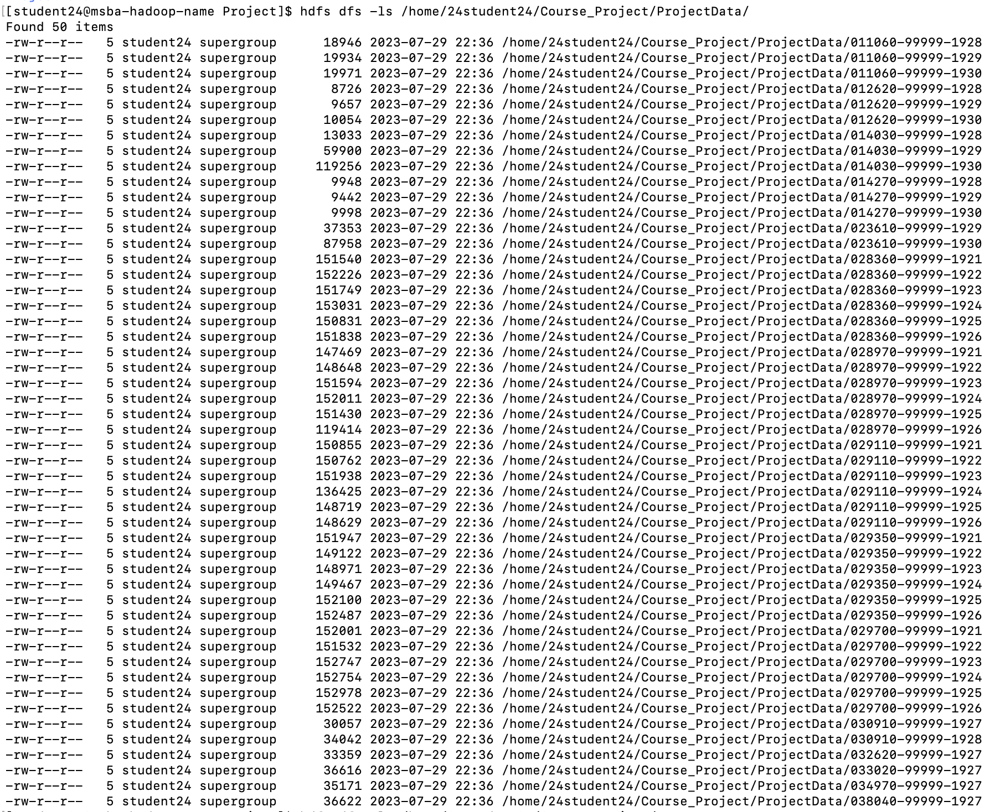 [[student24@msba-hadoop-name Project]$ hdfs dfs -ls /home/24student24/Course_Project/ProjectData/
Found 50 items
-rw-r--r--   5 student24 supergroup      18946 2023-07-29 22:36 /home/24student24/Course_Project/ProjectData/011060-99999-1928
-rw-r--r--   5 student24 supergroup      19934 2023-07-29 22:36 /home/24student24/Course_Project/ProjectData/011060-99999-1929
-rw-r--r--   5 student24 supergroup      19971 2023-07-29 22:36 /home/24student24/Course_Project/ProjectData/011060-99999-1930
-rw-r--r--   5 student24 supergroup       8726 2023-07-29 22:36 /home/24student24/Course_Project/ProjectData/012620-99999-1928
-rw-r--r--   5 student24 supergroup       9657 2023-07-29 22:36 /home/24student24/Course_Project/ProjectData/012620-99999-1929
-rw-r--r--   5 student24 supergroup      10054 2023-07-29 22:36 /home/24student24/Course_Project/ProjectData/012620-99999-1930
-rw-r--r--   5 student24 supergroup      13033 2023-07-29 22:36 /home/24student24/Course_Project/ProjectData/014030-99999-1928
-rw-r--r--   5 student24 supergroup      59900 2023-07-29 22:36 /home/24student24/Course_Project/ProjectData/014030-99999-1929
-rw-r--r--   5 student24 supergroup     119256 2023-07-29 22:36 /home/24student24/Course_Project/ProjectData/014030-99999-1930
-rw-r--r--   5 student24 supergroup       9948 2023-07-29 22:36 /home/24student24/Course_Project/ProjectData/014270-99999-1928
-rw-r--r--   5 student24 supergroup       9442 2023-07-29 22:36 /home/24student24/Course_Project/ProjectData/014270-99999-1929
-rw-r--r--   5 student24 supergroup       9998 2023-07-29 22:36 /home/24student24/Course_Project/ProjectData/014270-99999-1930
-rw-r--r--   5 student24 supergroup      37353 2023-07-29 22:36 /home/24student24/Course_Project/ProjectData/023610-99999-1929
-rw-r--r--   5 student24 supergroup      87958 2023-07-29 22:36 /home/24student24/Course_Project/ProjectData/023610-99999-1930
-rw-r--r--   5 student24 supergroup     151540 2023-07-29 22:36 /home/24student24/Course_Project/ProjectData/028360-99999-1921
-rw-r--r--   5 student24 supergroup     152226 2023-07-29 22:36 /home/24student24/Course_Project/ProjectData/028360-99999-1922
-rw-r--r--   5 student24 supergroup     151749 2023-07-29 22:36 /home/24student24/Course_Project/ProjectData/028360-99999-1923
-rw-r--r--   5 student24 supergroup     153031 2023-07-29 22:36 /home/24student24/Course_Project/ProjectData/028360-99999-1924
-rw-r--r--   5 student24 supergroup     150831 2023-07-29 22:36 /home/24student24/Course_Project/ProjectData/028360-99999-1925
-rw-r--r--   5 student24 supergroup     151838 2023-07-29 22:36 /home/24student24/Course_Project/ProjectData/028360-99999-1926
-rw-r--r--   5 student24 supergroup     147469 2023-07-29 22:36 /home/24student24/Course_Project/ProjectData/028970-99999-1921
-rw-r--r--   5 student24 supergroup     148648 2023-07-29 22:36 /home/24student24/Course_Project/ProjectData/028970-99999-1922
-rw-r--r--   5 student24 supergroup     151594 2023-07-29 22:36 /home/24student24/Course_Project/ProjectData/028970-99999-1923
-rw-r--r--   5 student24 supergroup     152011 2023-07-29 22:36 /home/24student24/Course_Project/ProjectData/028970-99999-1924
-rw-r--r--   5 student24 supergroup     151430 2023-07-29 22:36 /home/24student24/Course_Project/ProjectData/028970-99999-1925
-rw-r--r--   5 student24 supergroup     119414 2023-07-29 22:36 /home/24student24/Course_Project/ProjectData/028970-99999-1926
-rw-r--r--   5 student24 supergroup     150855 2023-07-29 22:36 /home/24student24/Course_Project/ProjectData/029110-99999-1921
-rw-r--r--   5 student24 supergroup     150762 2023-07-29 22:36 /home/24student24/Course_Project/ProjectData/029110-99999-1922
-rw-r--r--   5 student24 supergroup     151938 2023-07-29 22:36 /home/24student24/Course_Project/ProjectData/029110-99999-1923
-rw-r--r--   5 student24 supergroup     136425 2023-07-29 22:36 /home/24student24/Course_Project/ProjectData/029110-99999-1924
-rw-r--r--   5 student24 supergroup     148719 2023-07-29 22:36 /home/24student24/Course_Project/ProjectData/029110-99999-1925
-rw-r--r--   5 student24 supergroup     148629 2023-07-29 22:36 /home/24student24/Course_Project/ProjectData/029110-99999-1926
-rw-r--r--   5 student24 supergroup     151947 2023-07-29 22:36 /home/24student24/Course_Project/ProjectData/029350-99999-1921
-rw-r--r--   5 student24 supergroup     149122 2023-07-29 22:36 /home/24student24/Course_Project/ProjectData/029350-99999-1922
-rw-r--r--   5 student24 supergroup     148971 2023-07-29 22:36 /home/24student24/Course_Project/ProjectData/029350-99999-1923
-rw-r--r--   5 student24 supergroup     149467 2023-07-29 22:36 /home/24student24/Course_Project/ProjectData/029350-99999-1924
-rw-r--r--   5 student24 supergroup     152100 2023-07-29 22:36 /home/24student24/Course_Project/ProjectData/029350-99999-1925
-rw-r--r--   5 student24 supergroup     152487 2023-07-29 22:36 /home/24student24/Course_Project/ProjectData/029350-99999-1926
-rw-r--r--   5 student24 supergroup     152001 2023-07-29 22:36 /home/24student24/Course_Project/ProjectData/029700-99999-1921
-rw-r--r--   5 student24 supergroup     151532 2023-07-29 22:36 /home/24student24/Course_Project/ProjectData/029700-99999-1922
-rw-r--r--   5 student24 supergroup     152747 2023-07-29 22:36 /home/24student24/Course_Project/ProjectData/029700-99999-1923
-rw-r--r--   5 student24 supergroup     152754 2023-07-29 22:36 /home/24student24/Course_Project/ProjectData/029700-99999-1924
-rw-r--r--   5 student24 supergroup     152978 2023-07-29 22:36 /home/24student24/Course_Project/ProjectData/029700-99999-1925
-rw-r--r--   5 student24 supergroup     152522 2023-07-29 22:36 /home/24student24/Course_Project/ProjectData/029700-99999-1926
-rw-r--r--   5 student24 supergroup      30057 2023-07-29 22:36 /home/24student24/Course_Project/ProjectData/030910-99999-1927
-rw-r--r--   5 student24 supergroup      34042 2023-07-29 22:36 /home/24student24/Course_Project/ProjectData/030910-99999-1928
-rw-r--r--   5 student24 supergroup      33359 2023-07-29 22:36 /home/24student24/Course_Project/ProjectData/032620-99999-1927
-rw-r--r--   5 student24 supergroup      36616 2023-07-29 22:36 /home/24student24/Course_Project/ProjectData/033020-99999-1927
-rw-r--r--   5 student24 supergroup      35171 2023-07-29 22:36 /home/24student24/Course_Project/ProjectData/034970-99999-1927
-rw-r--r--   5 student24 supergroup      36622 2023-07-29 22:36 /home/24student24/Course_Project/ProjectData/038040-99999-1927